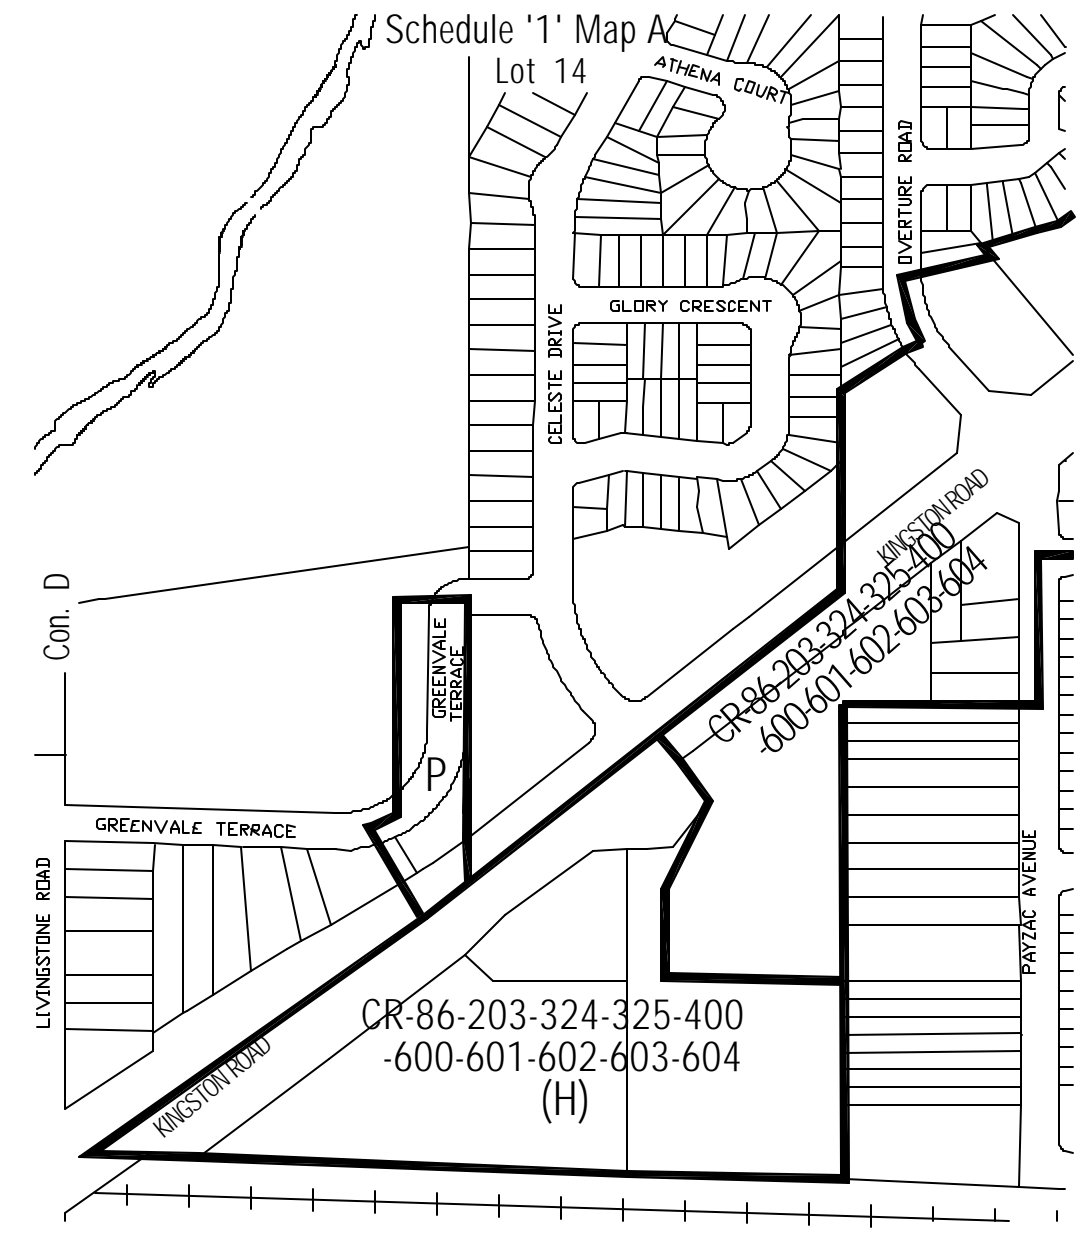 Schedule '1' Map A
Lot 14
ATHENA COURT
OVERTURE ROAD
GLORY CRESCENT
CELESTE DRIVE
KINGSTON ROAD
CR-86-203-324-325-400
-600-601-602-603-604
Con. D
GREENVALE
TERRACE
P
GREENVALE TERRACE
LIVINGSTONE ROAD
PAYZAC AVENUE
CR-86-203-324-325-400
-600-601-602-603-604
(H)
KINGSTON ROAD